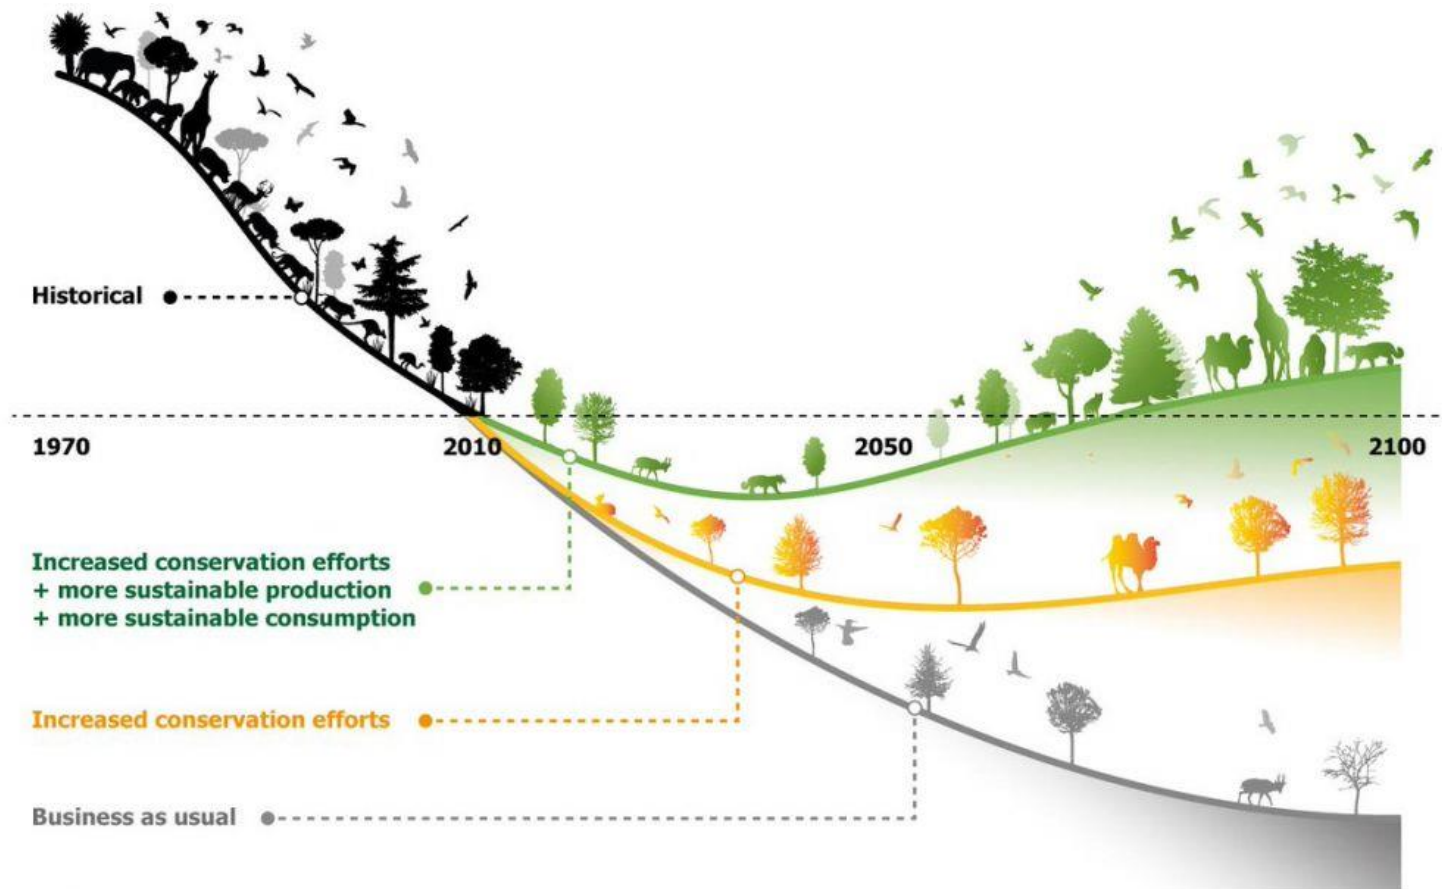 Historical
1970 2010 2050 2100
Increased conservation efforts
+ more sustainable production
+ more sustainable consumption
Increased conservation efforts
Business as usual